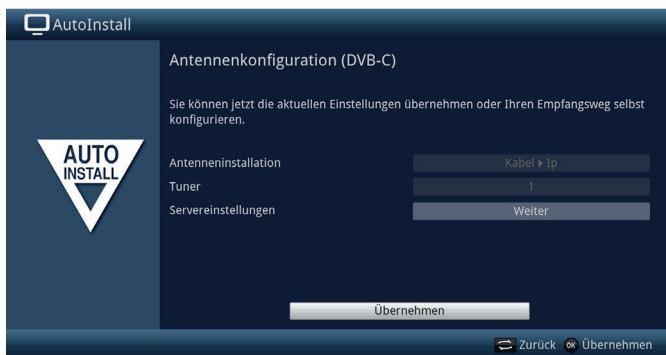 AutoInstall
Antennenkonfiguration (DVB-C)
Sie können jetzt die aktuellen Einstellungen übernehmen oder Ihren Empfangsweg selbst
konfigurieren.
AUTO
INSTALL
Antenneninstallation Kabel ▸ Ip
Tuner 1
Servereinstellungen Weiter
Übernehmen
Zurück OK Übernehmen